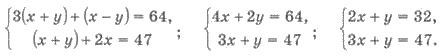 {3(x + y) + (x − y) = 64, ; {4x + 2y = 64, ; {2x + y = 32,
(x + y) + 2x = 47 3x + y = 47 3x + y = 47.